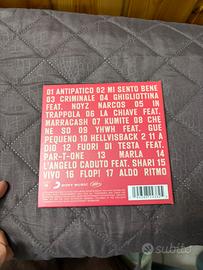 01 ANTIPATICO 02 MI SENTO BENE
03 CRIMINALE 04 GHIGLIOTTINA
FEAT. NOYZ NARCOS 05 IN
TRAPPOLA 06 LA CHIAVE FEAT.
MARRACASH 07 KUMITE 08 CHE
NE SO 09 YHWH FEAT. GUE
PEQUENO 10 HELLVISBACK 2 11 A
DIO 12 FUORI DI TESTA FEAT.
PAR-T-ONE 13 MARLA 14
L'ANGELO CADUTO FEAT. SHARI 15
VIVO 16 FLOP! 17 ALDO RITMO
SONY MUSIC
subito